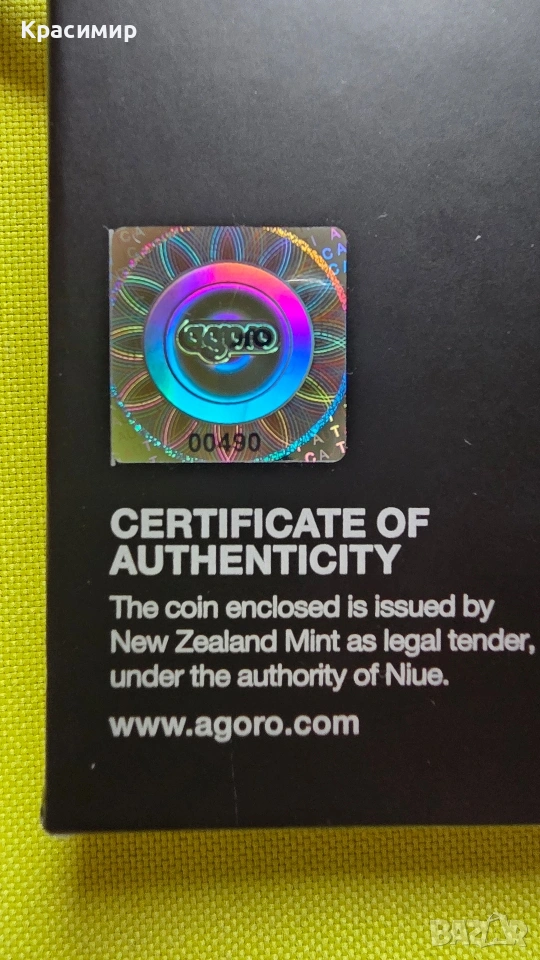 Красимир
agoro
00490
CERTIFICATE OF
AUTHENTICITY
The coin enclosed is issued by
New Zealand Mint as legal tender,
under the authority of Niue.
www.agoro.com
BAZAR